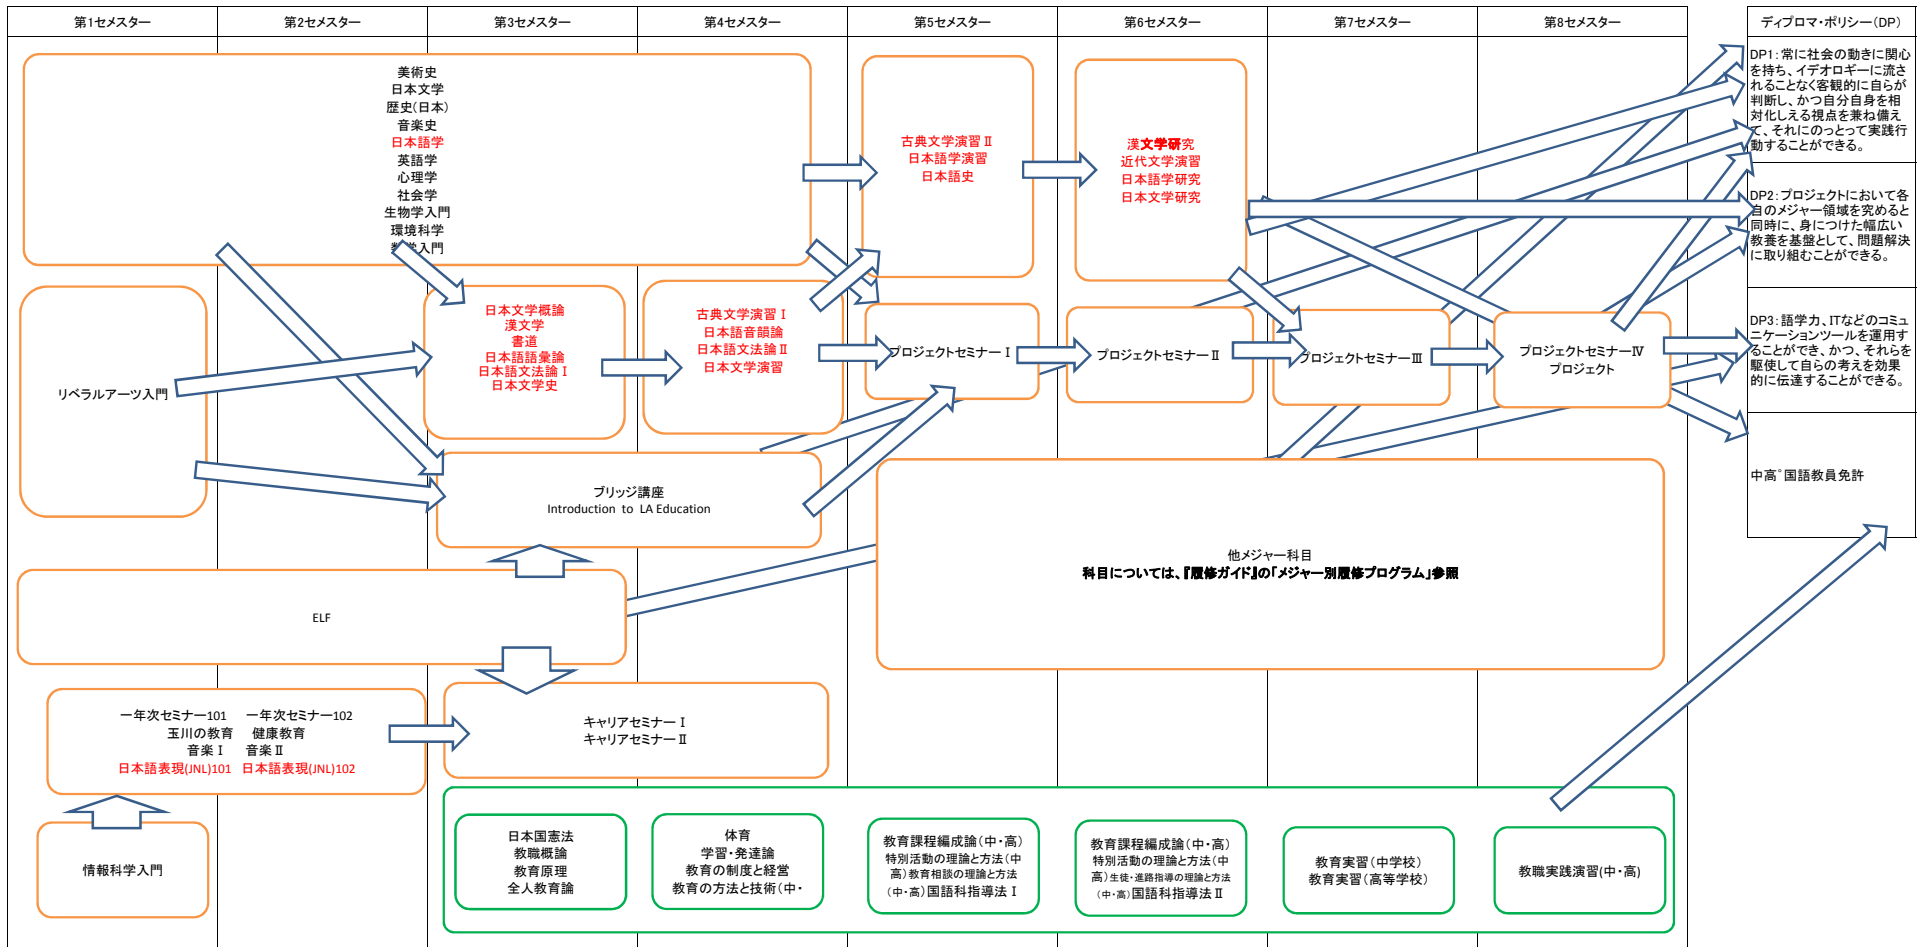 第1セメスター
第2セメスター
第3セメスター
第4セメスター
第5セメスター
第6セメスター
第7セメスター
第8セメスター
ディプロマ・ポリシー(DP)
美術史
日本文学
歴史(日本)
音楽史
日本語学
英語学
心理学
社会学
生物学入門
環境科学
学入門
リベラルアーツ入門
日本文学概論
漢文学
書道
日本語語彙論
日本語文法論Ⅰ
日本文学史
古典文学演習Ⅰ
日本語音韻論
日本語文法論Ⅱ
日本文学演習
古典文学演習Ⅱ
日本語学演習
日本語史
漢文学研究
近代文学演習
日本語学研究
日本文学研究
プロジェクトセミナーⅠ
プロジェクトセミナーⅡ
プロジェクトセミナーⅢ
プロジェクトセミナーⅣ
プロジェクト
ブリッジ講座
Introduction to LA Education
他メジャー科目
科目については、『履修ガイド』の「メジャー別履修プログラム」参照
ELF
一年次セミナー101 一年次セミナー102
玉川の教育 健康教育
音楽Ⅰ 音楽Ⅱ
日本語表現(JNL)101 日本語表現(JNL)102
キャリアセミナーⅠ
キャリアセミナーⅡ
情報科学入門
日本国憲法
教職概論
教育原理
全人教育論
体育
学習・発達論
教育の制度と経営
教育の方法と技術(中・
教育課程編成論(中・高)
特別活動の理論と方法(中
高)教育相談の理論と方法
(中・高)国語科指導法Ⅰ
教育課程編成論(中・高)
特別活動の理論と方法(中
高)生徒・進路指導の理論と方法
(中・高)国語科指導法Ⅱ
教育実習(中学校)
教育実習(高等学校)
教職実践演習(中・高)
DP1:常に社会の動きに関心
を持ち、イデオロギーに流さ
れることなく客観的に自らが
判断し、かつ自分自身を相
対化しえる視点を兼ね備え
て、それにのっとって実践行
動することができる。
DP2:プロジェクトにおいて各
自のメジャー領域を究めると
同時に、身につけた幅広い
教養を基盤として、問題解決
に取り組むことができる。
DP3:語学力、ITなどのコミュ
ニケーションツールを運用す
ることができ、かつ、それらを
駆使して自らの考えを効果
的に伝達することができる。
中高゜国語教員免許